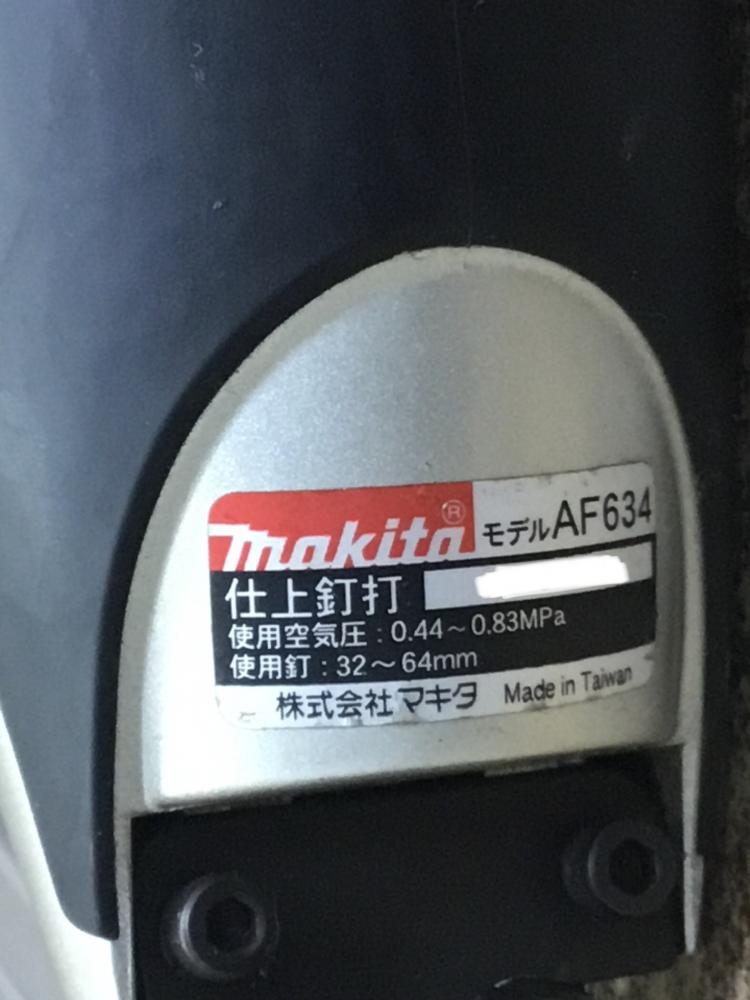 makita® モデルAF634
仕上釘打
使用空気圧:0.44～0.83MPa
使用釘:32～64mm
株式会社マキタ Made in Taiwan